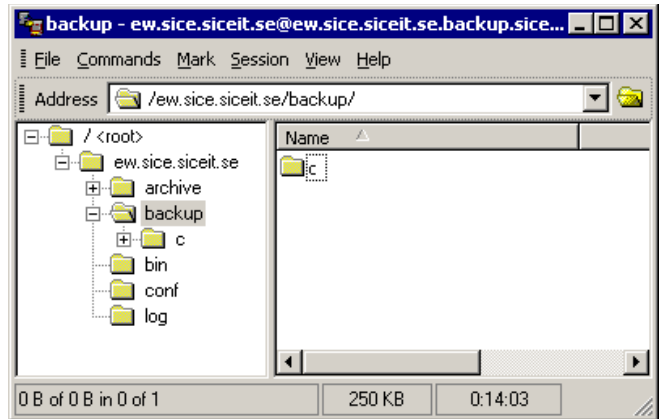 backup - ew.sice.siceit.se@ew.sice.siceit.se.backup.sice...
File Commands Mark Session View Help
Address /ew.sice.siceit.se/backup/
/ <root>
ew.sice.siceit.se
archive
backup
c
bin
conf
log
Name
c
0 B of 0 B in 0 of 1 250 KB 0:14:03